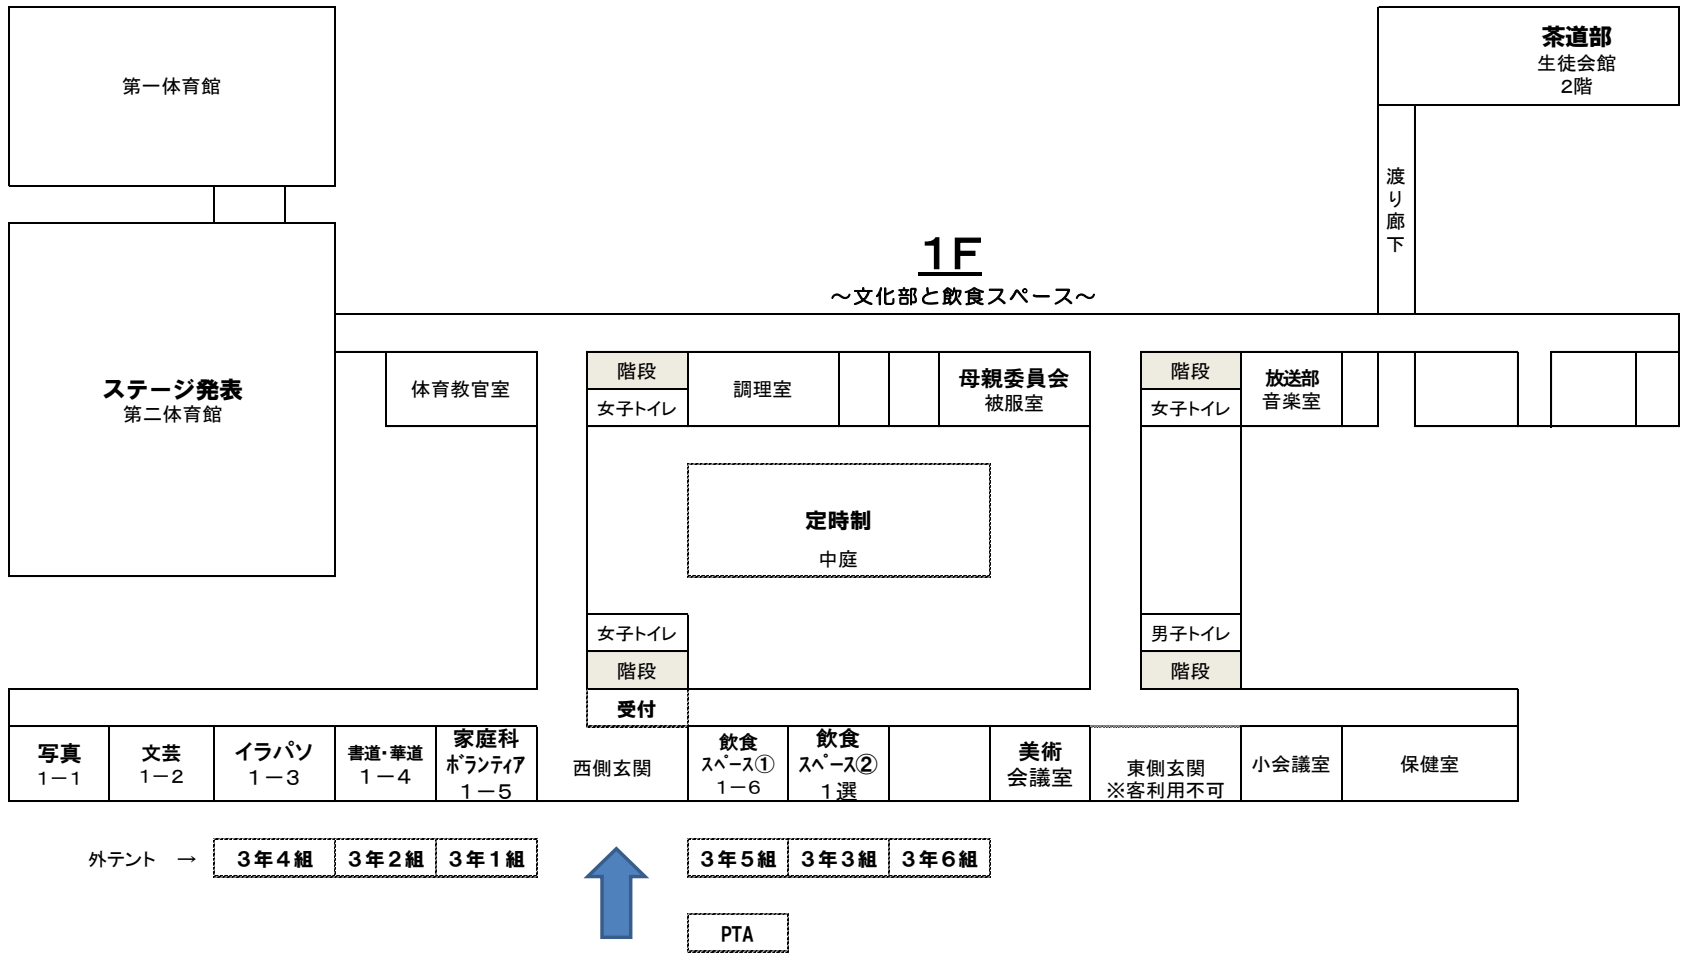 第一体育館
茶道部
生徒会館
2階
渡り廊下
1F
～文化部と飲食スペース～
ステージ発表
第二体育館
体育教官室
階段
女子トイレ
調理室
母親委員会
被服室
階段
女子トイレ
放送部
音楽室
定時制
中庭
女子トイレ
階段
男子トイレ
階段
受付
写真
1－1
文芸
1－2
イラパソ
1－3
書道・華道
1－4
家庭科
ﾎﾞランティア
1－5
西側玄関
飲食
スペース①
1－6
飲食
スペース②
1選
美術
会議室
東側玄関
※客利用不可
小会議室
保健室
外テント　→
3年4組
3年2組
3年1組
3年5組
3年3組
3年6組
PTA